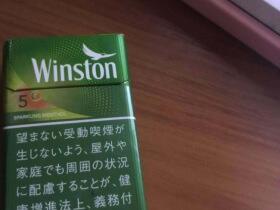 Winston
5
SPARKLING MENTHOL
望まない受動喫煙が
生じないよう、屋外や
家庭でも周囲の状況
に配慮することが、健
康増進法上、義務付